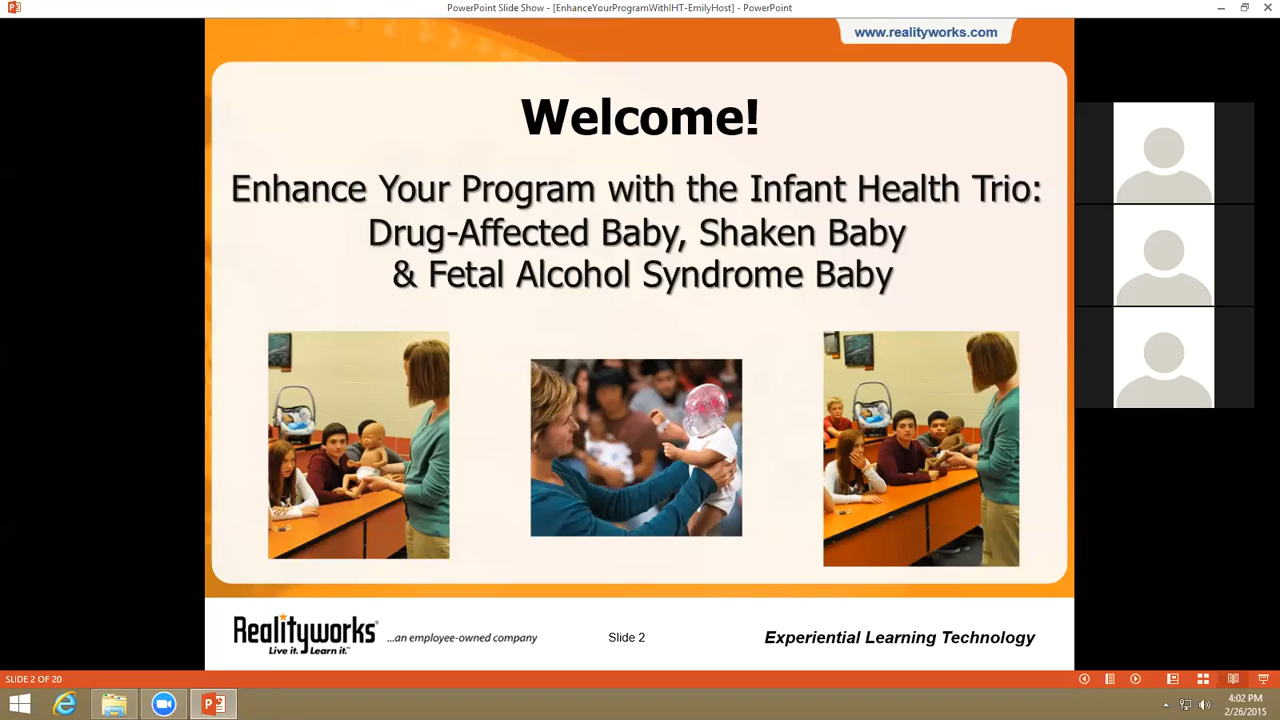 PowerPoint Slide Show - [EnhanceYourProgramWithIHT-EmilyHost] - PowerPoint
www.realityworks.com
Welcome!
Enhance Your Program with the Infant Health Trio:
Drug-Affected Baby, Shaken Baby
& Fetal Alcohol Syndrome Baby
Realityworks®
Live it. Learn it.™
...an employee-owned company
Slide 2
Experiential Learning Technology
SLIDE 2 OF 20
4:02 PM
2/26/2015